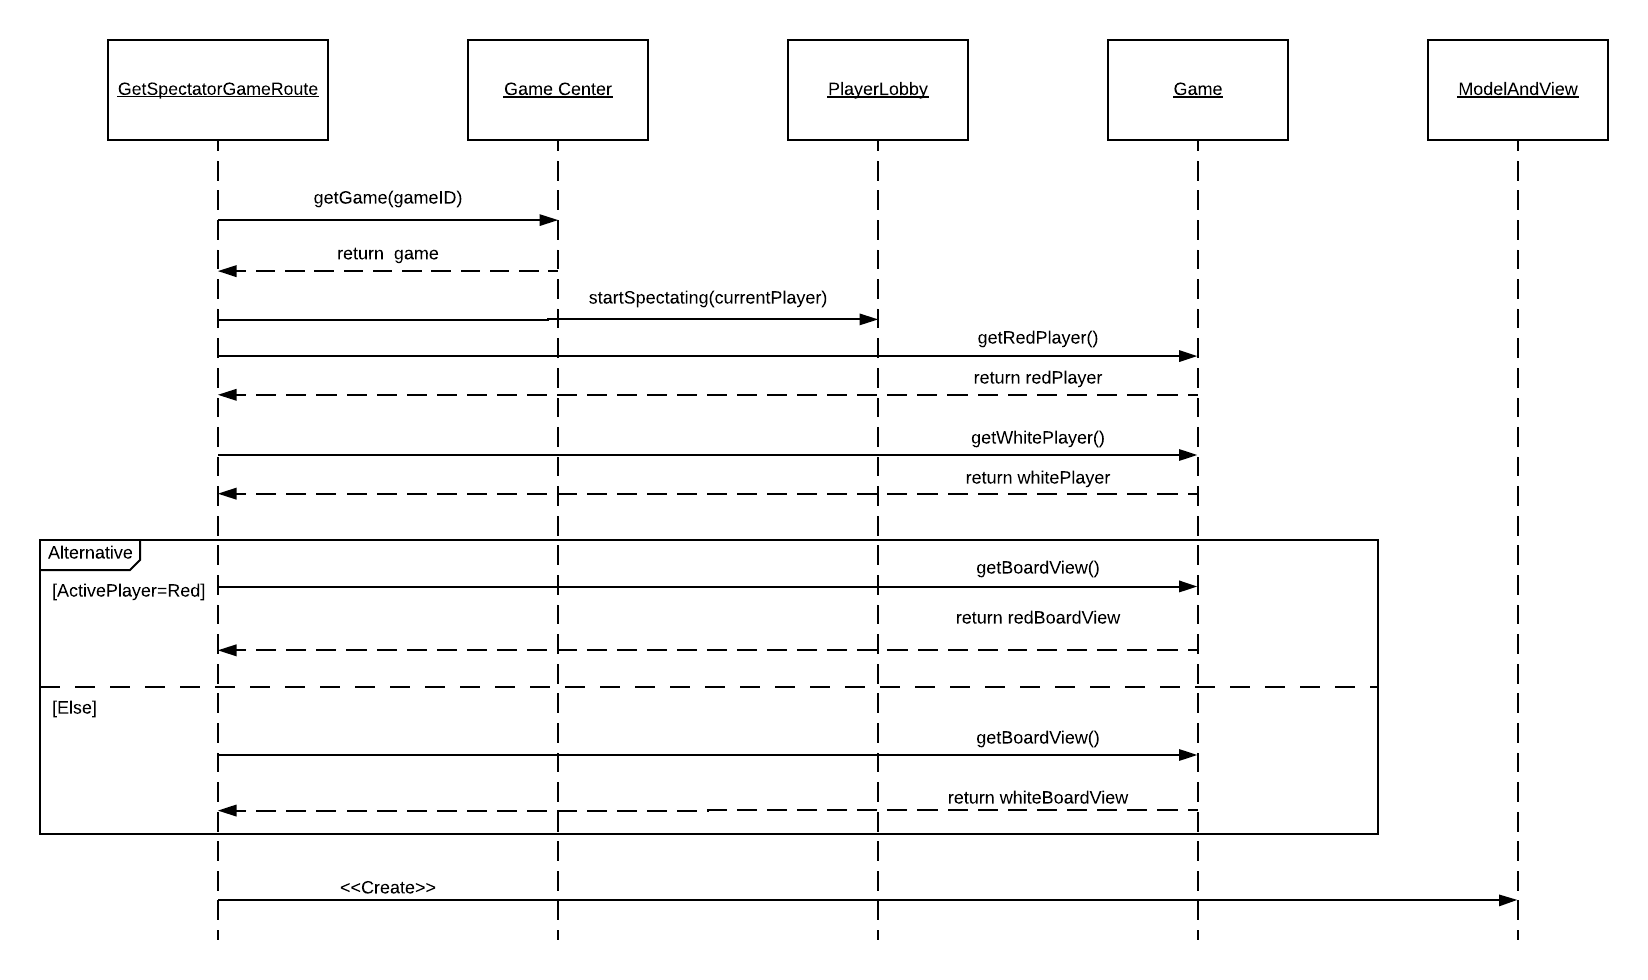 GetSpectatorGameRoute
Game Center
PlayerLobby
Game
ModelAndView
getGame(gameID)
return game
startSpectating(currentPlayer)
getRedPlayer()
return redPlayer
getWhitePlayer()
return whitePlayer
Alternative
getBoardView()
[ActivePlayer=Red]
return redBoardView
[Else]
getBoardView()
return whiteBoardView
<<Create>>